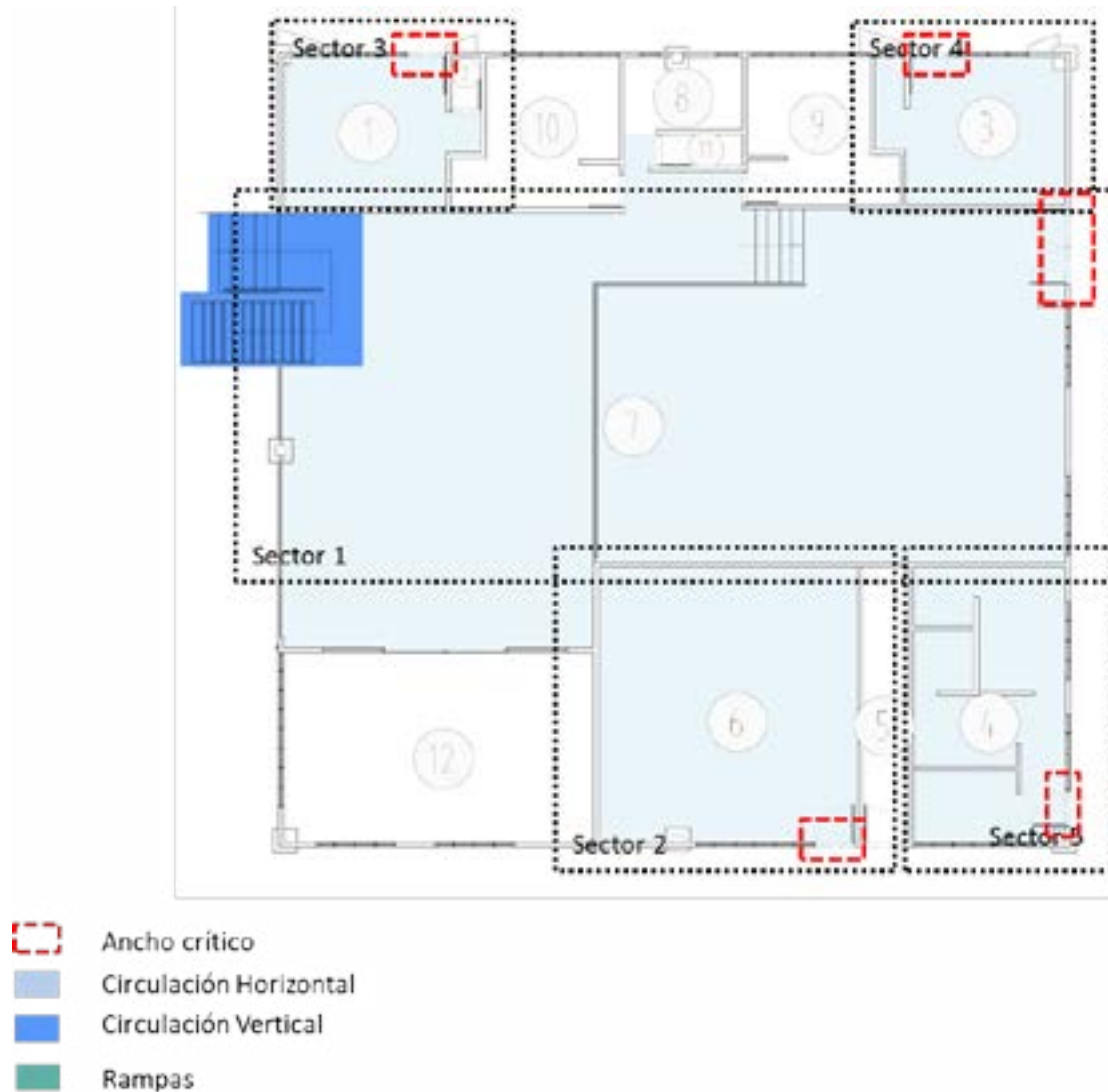 Sector 3
Sector 4
1
10
8
11
9
3
7
Sector 1
6
5
4
12
Sector 2
Sector 5
Ancho crítico
Circulación Horizontal
Circulación Vertical
Rampas